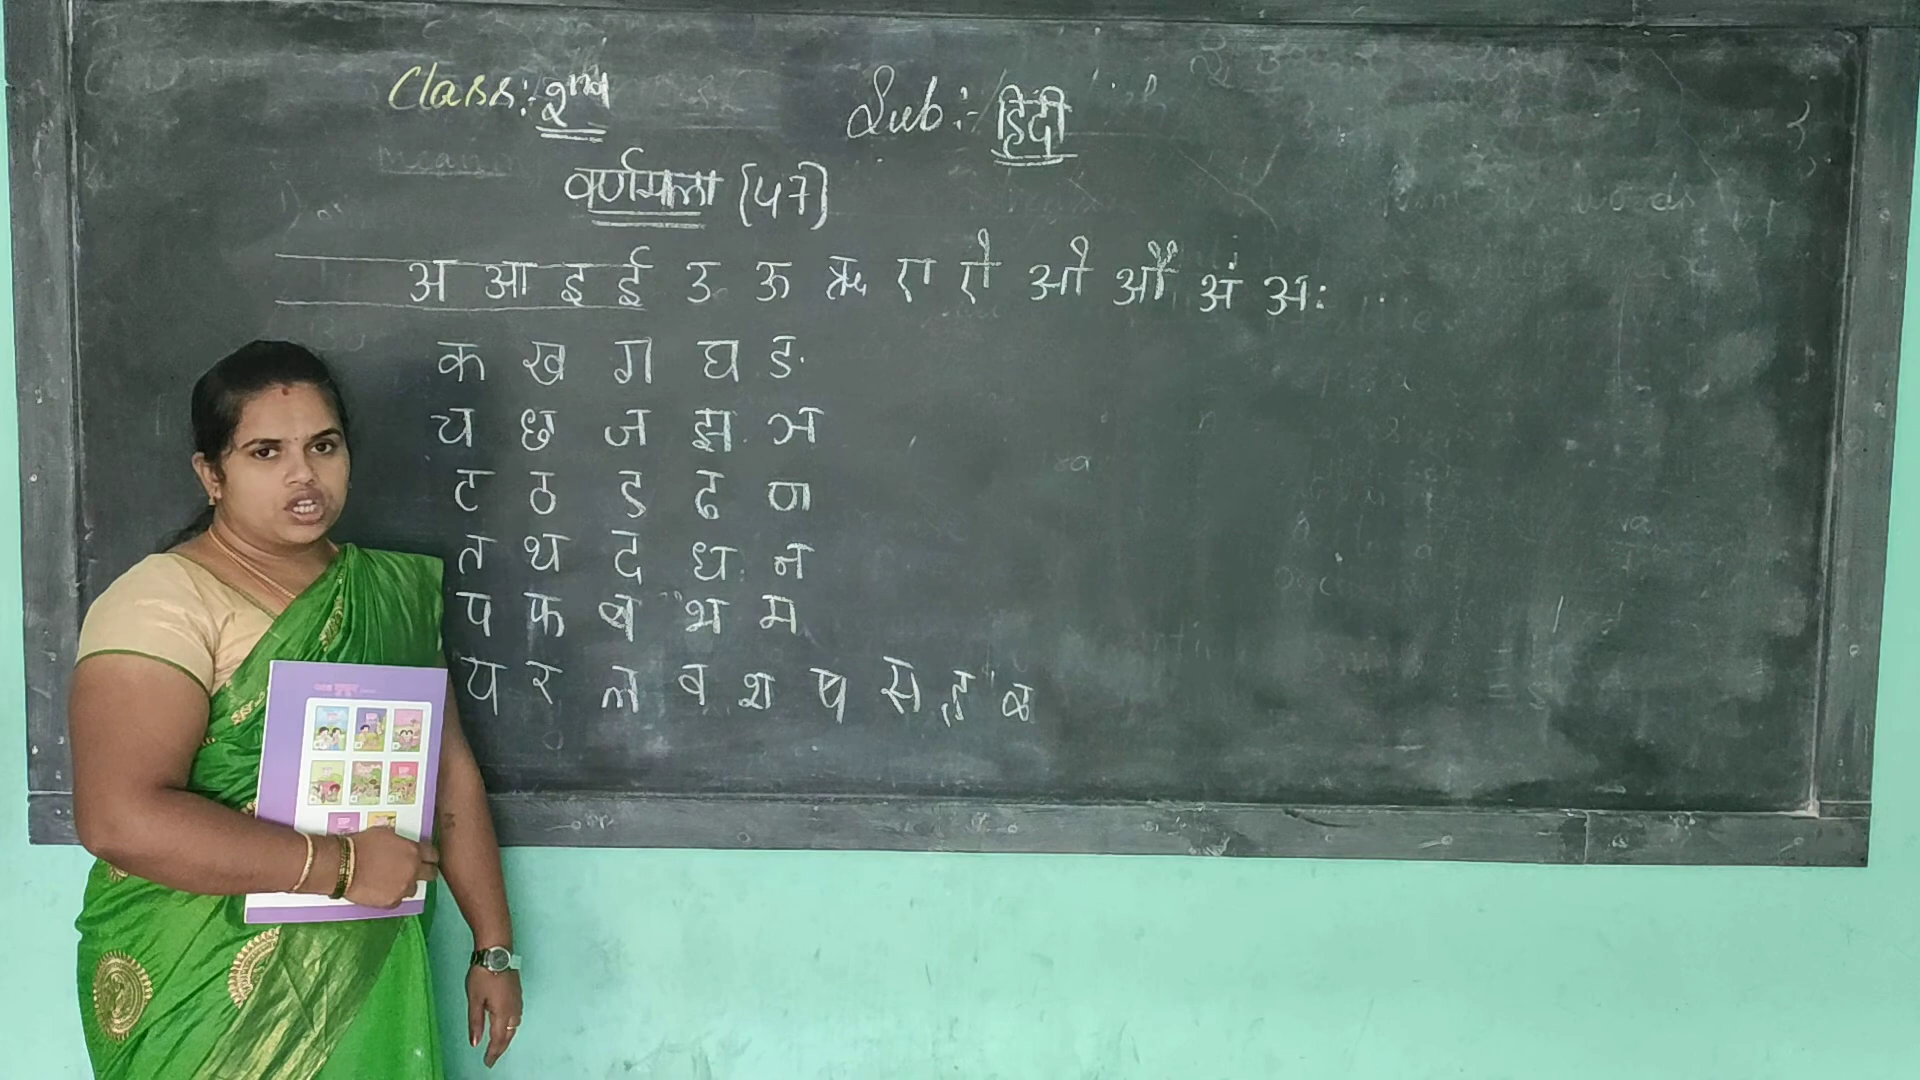 Class:- 2nd
Sub:- हिंदी
वर्णमाला (47)
अ आ इ ई उ ऊ ऋ ए ऐ ओ औ अं अः
क ख ग घ ङ
च छ ज झ ञ
ट ठ ड ढ ण
त थ द ध न
प फ ब भ म
य र ल व श ष स ह ळ